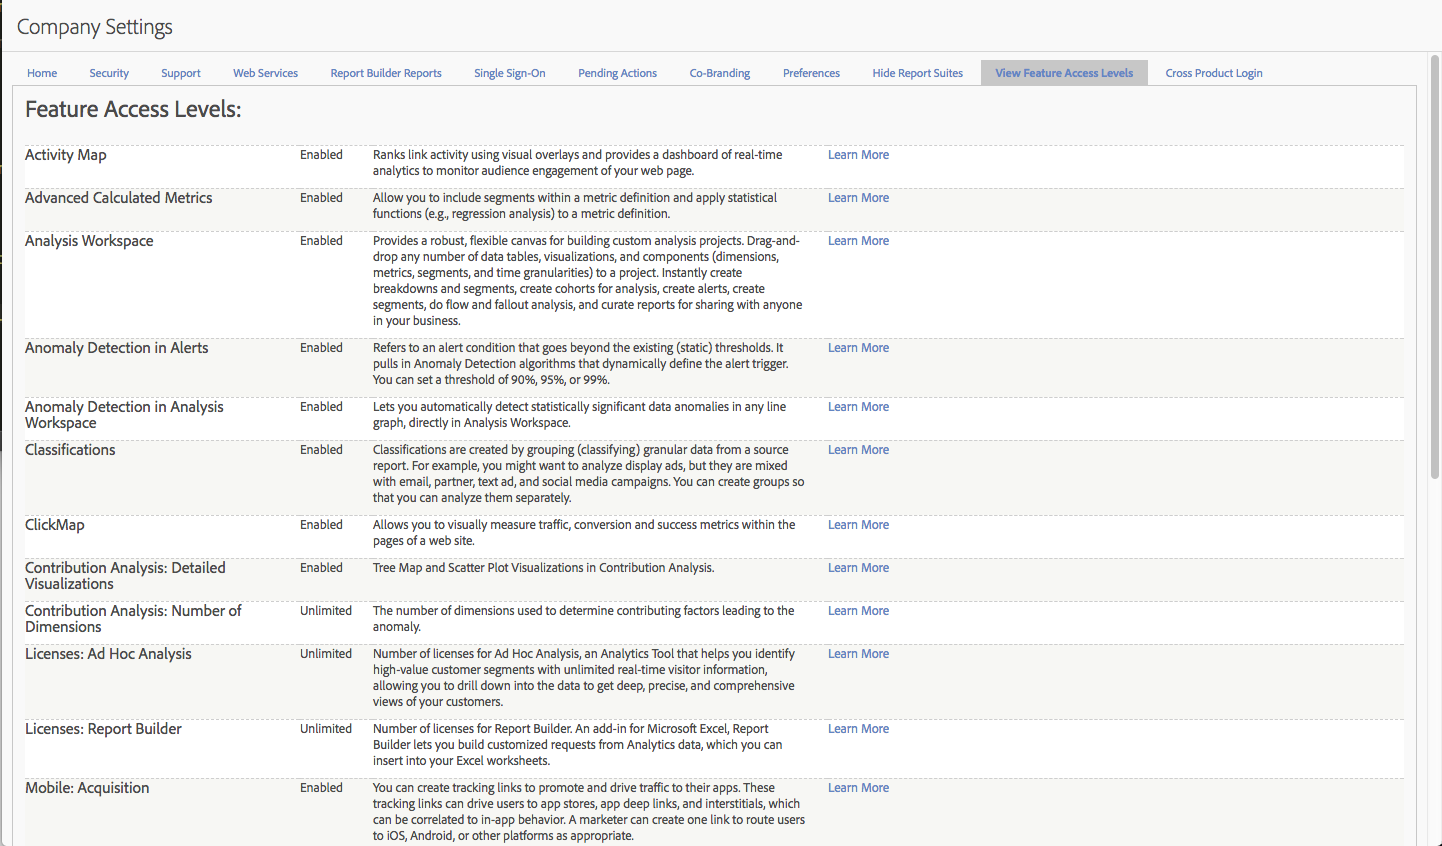 Company Settings
Home Security Support Web Services Report Builder Reports Single Sign-On Pending Actions Co-Branding Preferences Hide Report Suites View Feature Access Levels Cross Product Login
Feature Access Levels:
Activity Map Enabled Ranks link activity using visual overlays and provides a dashboard of real-time Learn More
analytics to monitor audience engagement of your web page.
Advanced Calculated Metrics Enabled Allow you to include segments within a metric definition and apply statistical Learn More
functions (e.g., regression analysis) to a metric definition.
Analysis Workspace Enabled Provides a robust, flexible canvas for building custom analysis projects. Drag-and- Learn More
drop any number of data tables, visualizations, and components (dimensions,
metrics, segments, and time granularities) to a project. Instantly create
breakdowns and segments, create cohorts for analysis, create alerts, create
segments, do flow and fallout analysis, and curate reports for sharing with anyone
in your business.
Anomaly Detection in Alerts Enabled Refers to an alert condition that goes beyond the existing (static) thresholds. It Learn More
pulls in Anomaly Detection algorithms that dynamically define the alert trigger.
You can set a threshold of 90%, 95%, or 99%.
Anomaly Detection in Analysis Enabled Lets you automatically detect statistically significant data anomalies in any line Learn More
Workspace graph, directly in Analysis Workspace.
Classifications Enabled Classifications are created by grouping (classifying) granular data from a source Learn More
report. For example, you might want to analyze display ads, but they are mixed
with email, partner, text ad, and social media campaigns. You can create groups so
that you can analyze them separately.
ClickMap Enabled Allows you to visually measure traffic, conversion and success metrics within the Learn More
pages of a web site.
Contribution Analysis: Detailed Enabled Tree Map and Scatter Plot Visualizations in Contribution Analysis. Learn More
Visualizations
Contribution Analysis: Number of Unlimited The number of dimensions used to determine contributing factors leading to the Learn More
Dimensions anomaly.
Licenses: Ad Hoc Analysis Unlimited Number of licenses for Ad Hoc Analysis, an Analytics Tool that helps you identify Learn More
high-value customer segments with unlimited real-time visitor information,
allowing you to drill down into the data to get deep, precise, and comprehensive
views of your customers.
Licenses: Report Builder Unlimited Number of licenses for Report Builder. An add-in for Microsoft Excel, Report Learn More
Builder lets you build customized requests from Analytics data, which you can
insert into your Excel worksheets.
Mobile: Acquisition Enabled You can create tracking links to promote and drive traffic to their apps. These Learn More
tracking links can drive users to app stores, app deep links, and interstitials, which
can be correlated to in-app behavior. A marketer can create one link to route users
to iOS, Android, or other platforms as appropriate.